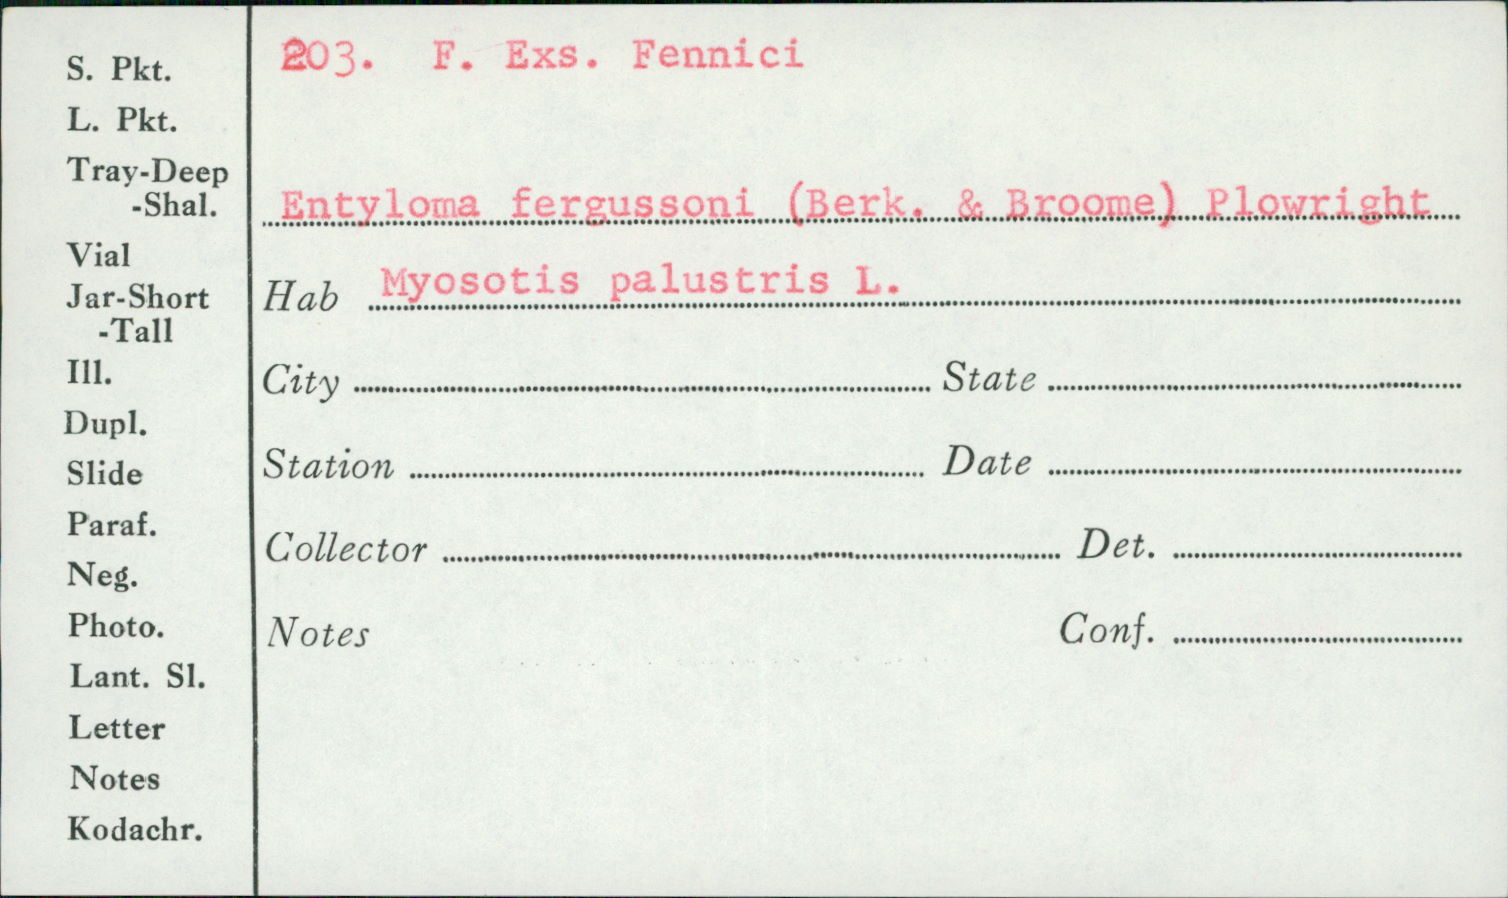 203. F. Exs. Fennici
Entyloma fergussoni (Berk. & Broome) Plowright
Hab Myosotis palustris L.
City State
Station Date
Collector Det.
Notes Conf.
S. Pkt.
L. Pkt.
Tray-Deep
-Shal.
Vial
Jar-Short
-Tall
Ill.
Dupl.
Slide
Paraf.
Neg.
Photo.
Lant. Sl.
Letter
Notes
Kodachr.